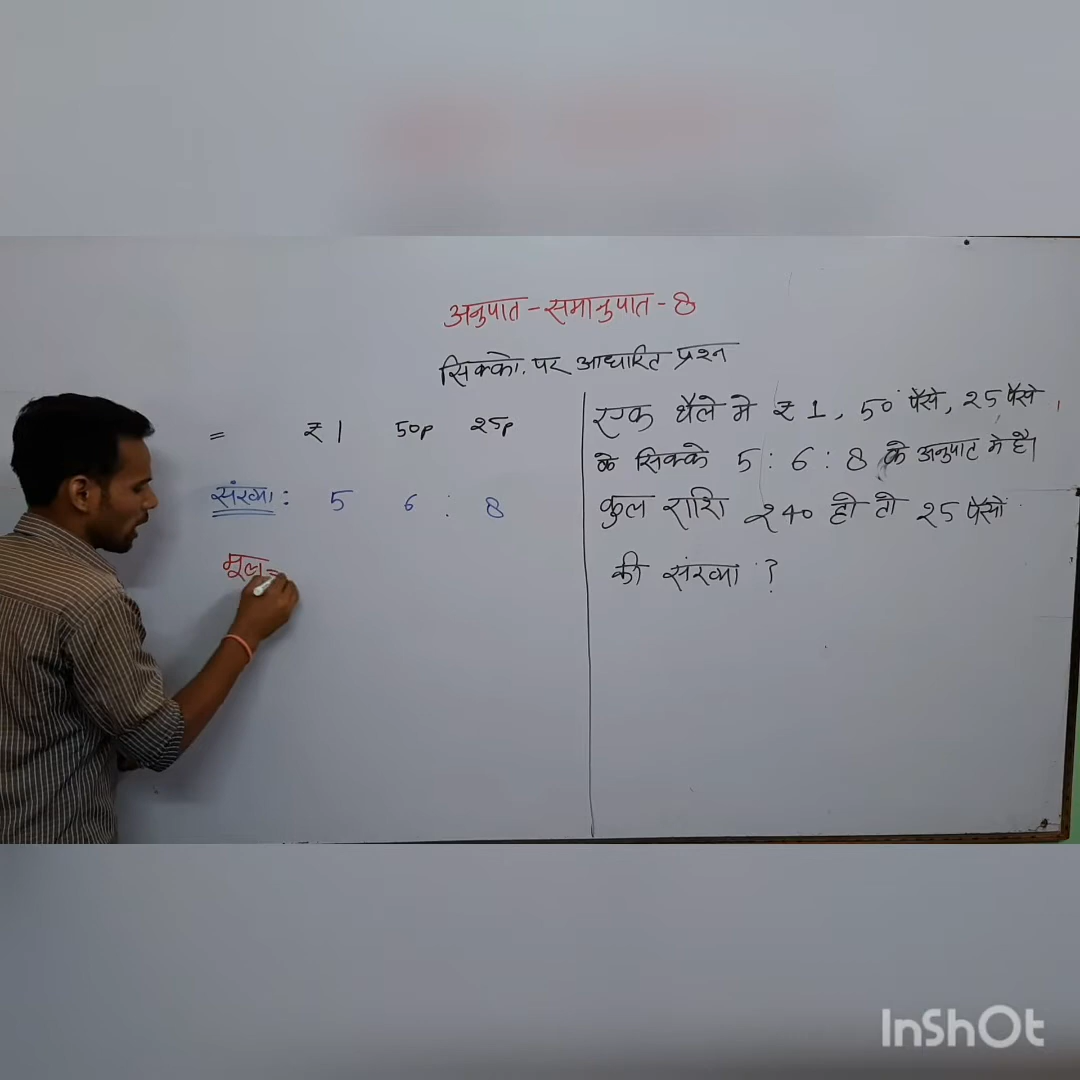 अनुपात - समानुपात - 8
सिक्को. पर आधारित प्रश्न
= ₹ 1 50p 25p
संख्या : 5 6 : 8
मूल
एक थैले मे ₹ 1, 50 पैसे, 25 पैसे
के सिक्के 5 : 6 : 8 के अनुपात मे है।
कुल राशि 240 हो तो 25 पैसो
की संख्या ?
InShOt